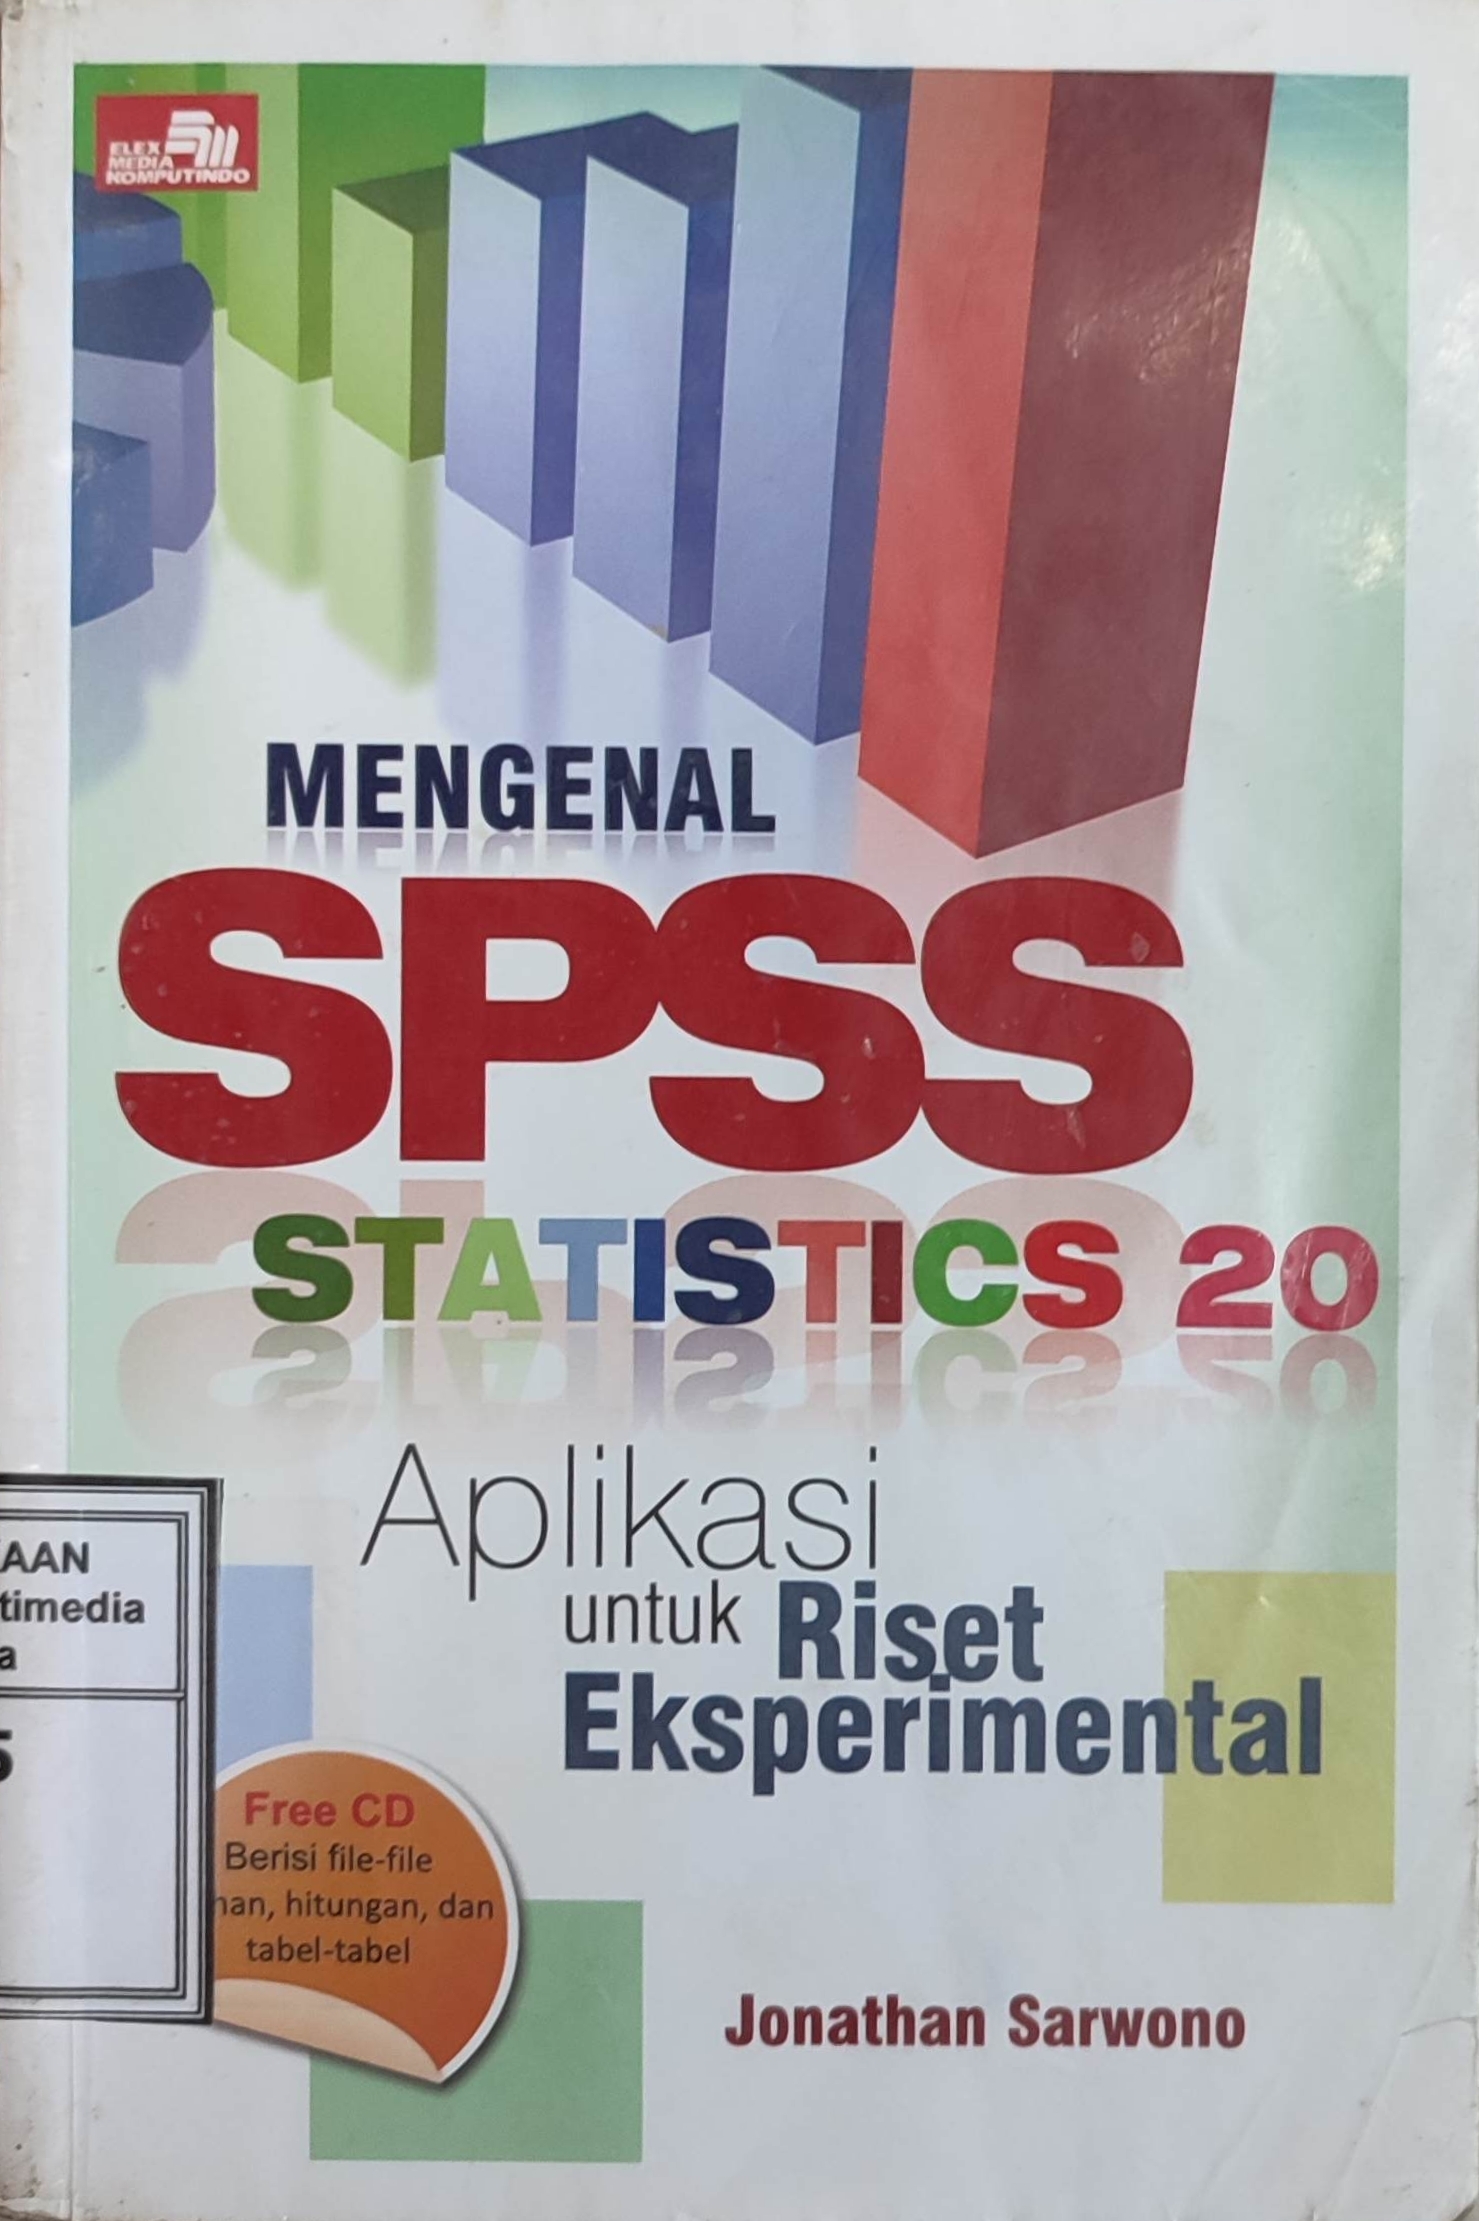 ELEX
MEDIA
KOMPUTINDO
MENGENAL
SPSS
STATISTICS 20
Aplikasi
untuk Riset
Eksperimental
AAN
timedia
a
5
Free CD
Berisi file-file
han, hitungan, dan
tabel-tabel
Jonathan Sarwono